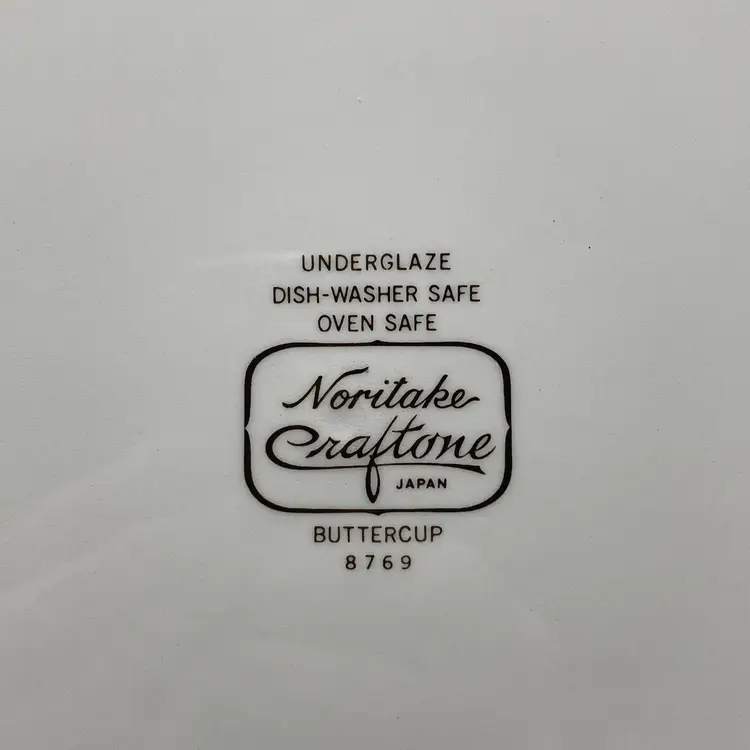 UNDERGLAZE
DISH-WASHER SAFE
OVEN SAFE
Noritake
Craftone
JAPAN
BUTTERCUP
8769